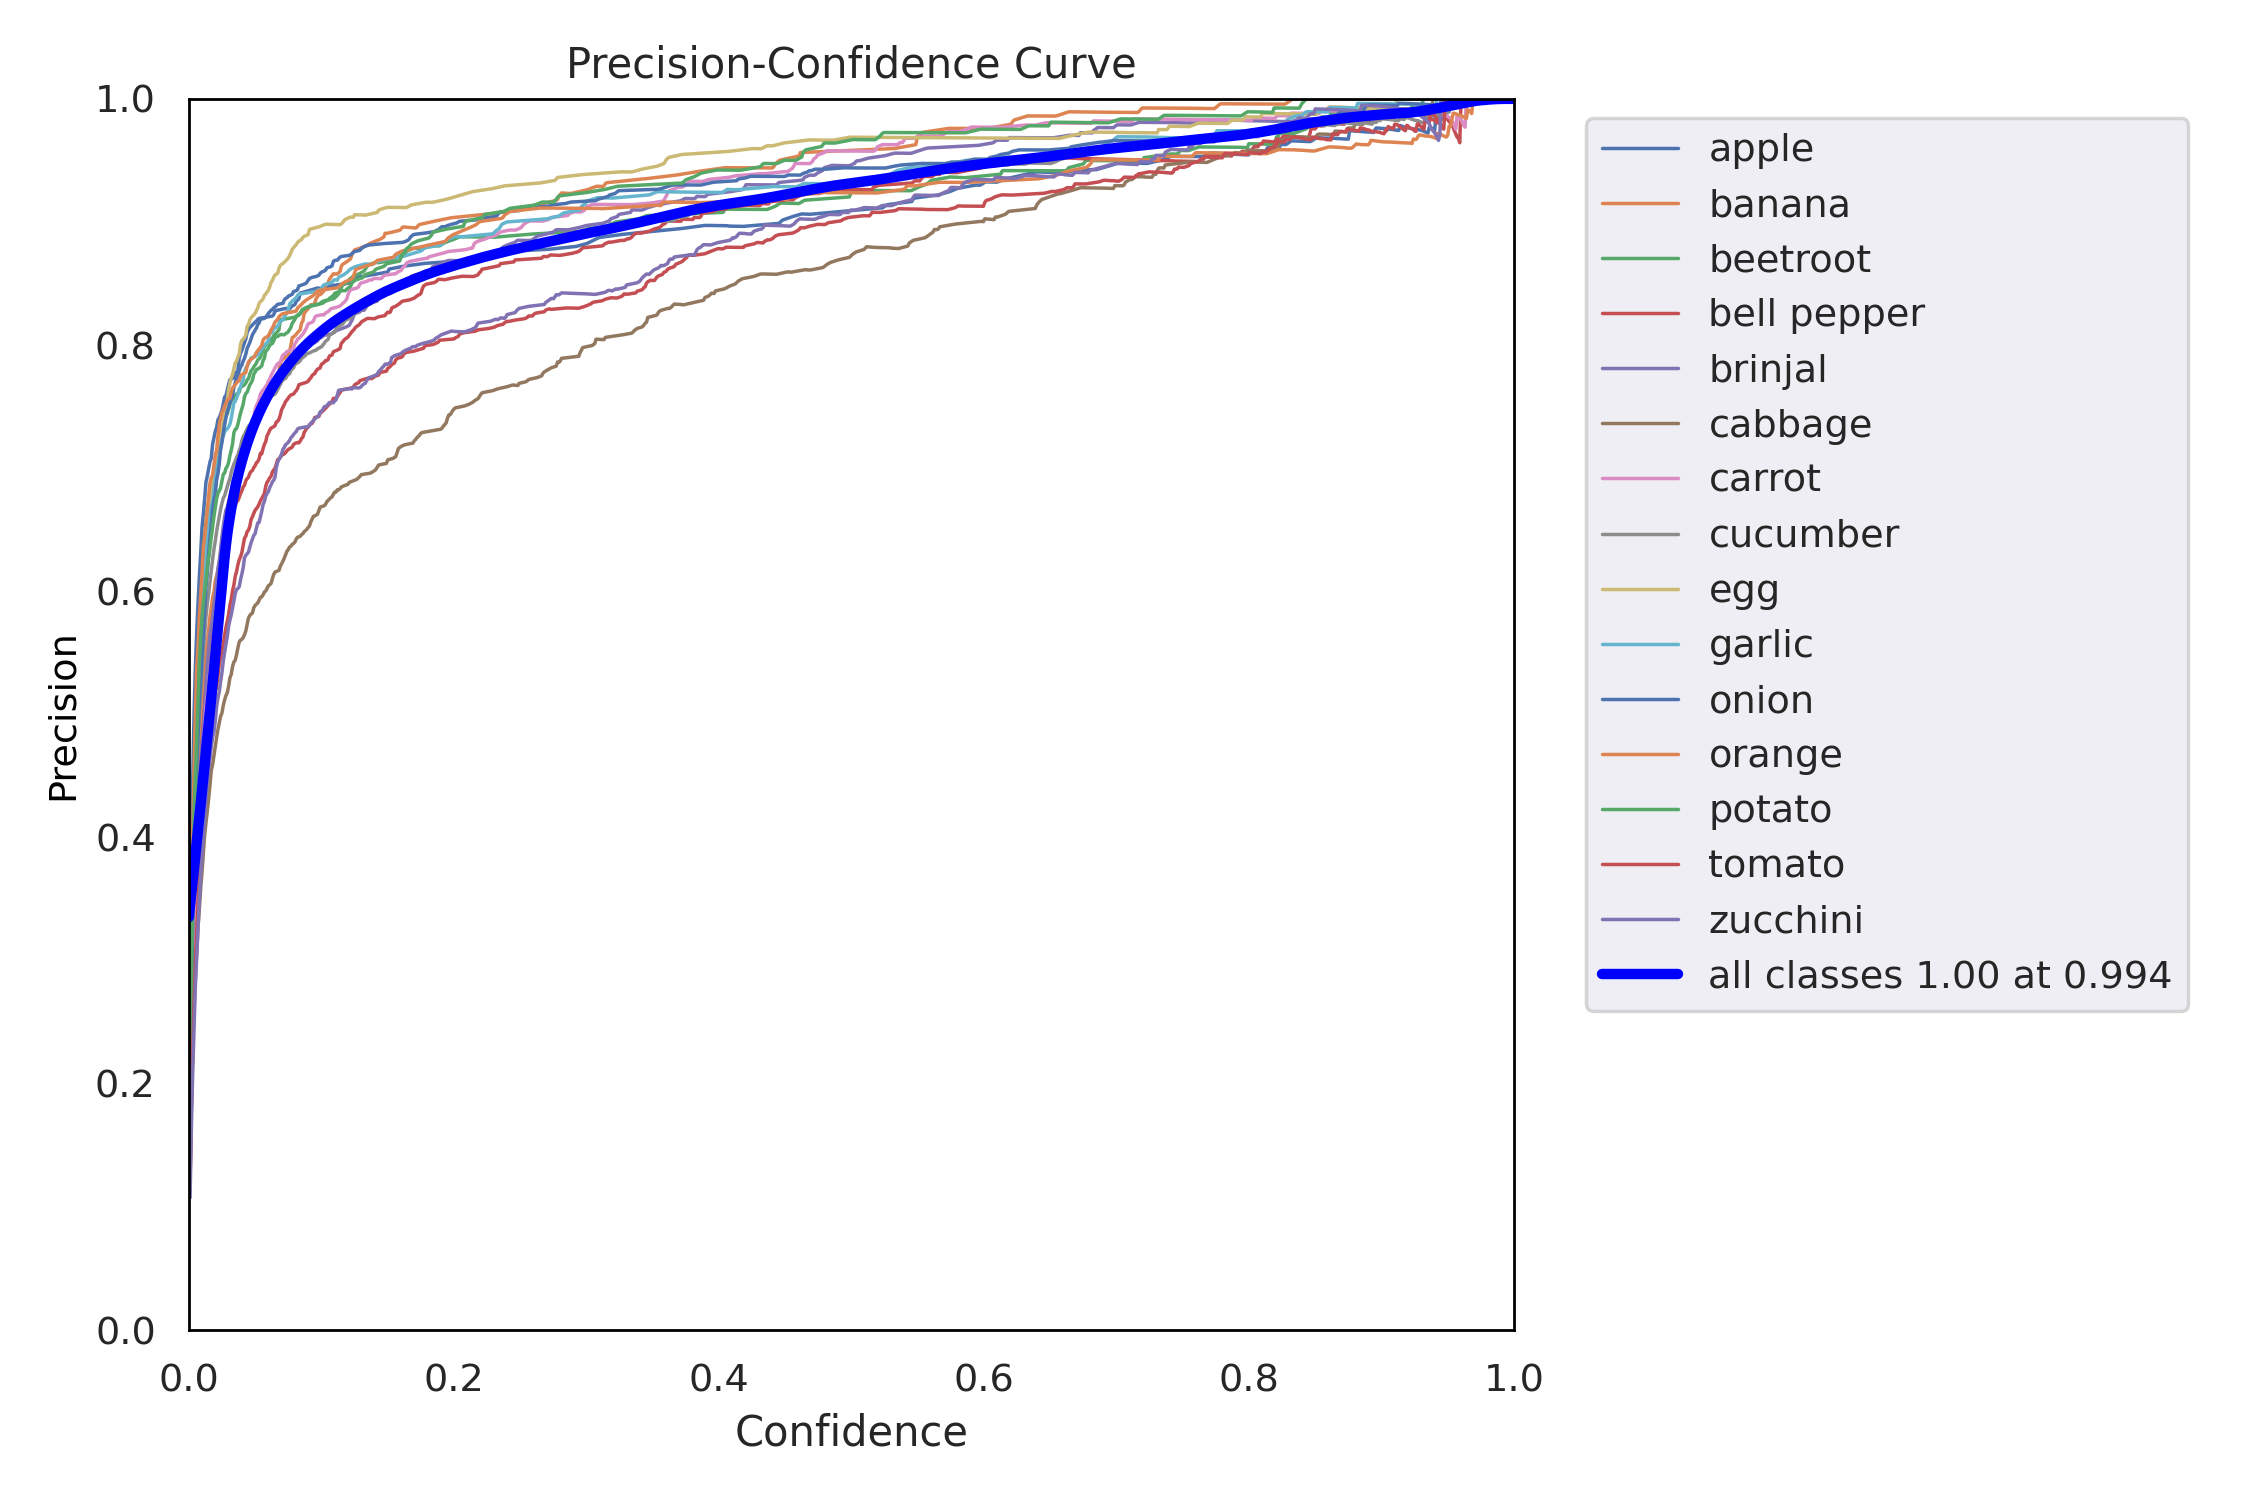 Precision-Confidence Curve
1.0
0.8
0.6
0.4
0.2
0.0
Precision
0.0 0.2 0.4 0.6 0.8 1.0
Confidence
apple
banana
beetroot
bell pepper
brinjal
cabbage
carrot
cucumber
egg
garlic
onion
orange
potato
tomato
zucchini
all classes 1.00 at 0.994